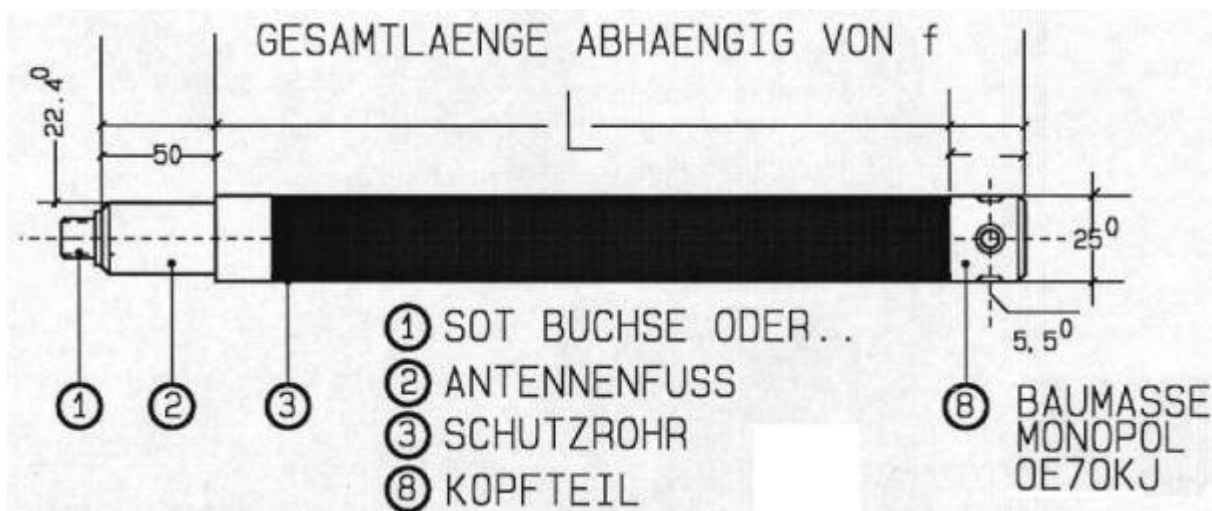 GESAMTLAENGE ABHAENGIG VON f
22.4⁰
50
L
25⁰
5,5⁰
① SOT BUCHSE ODER..
② ANTENNENFUSS
③ SCHUTZROHR
⑧ KOPFTEIL
① ② ③ ⑧
BAUMASSE
MONOPOL
OE7OKJ